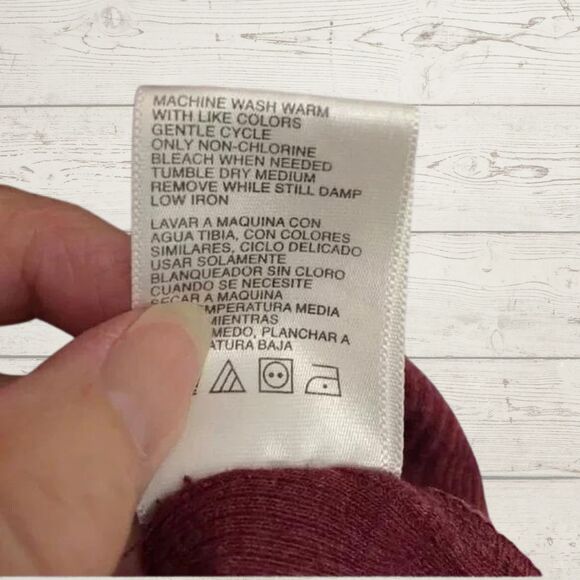 MACHINE WASH WARM
WITH LIKE COLORS
GENTLE CYCLE
ONLY NON-CHLORINE
BLEACH WHEN NEEDED
TUMBLE DRY MEDIUM
REMOVE WHILE STILL DAMP
LOW IRON
LAVAR A MAQUINA CON
AGUA TIBIA, CON COLORES
SIMILARES, CICLO DELICADO
USAR SOLAMENTE
BLANQUEADOR SIN CLORO
CUANDO SE NECESITE
SECAR A MAQUINA
TEMPERATURA MEDIA
MIENTRAS
PLANCHAR A
BAJA